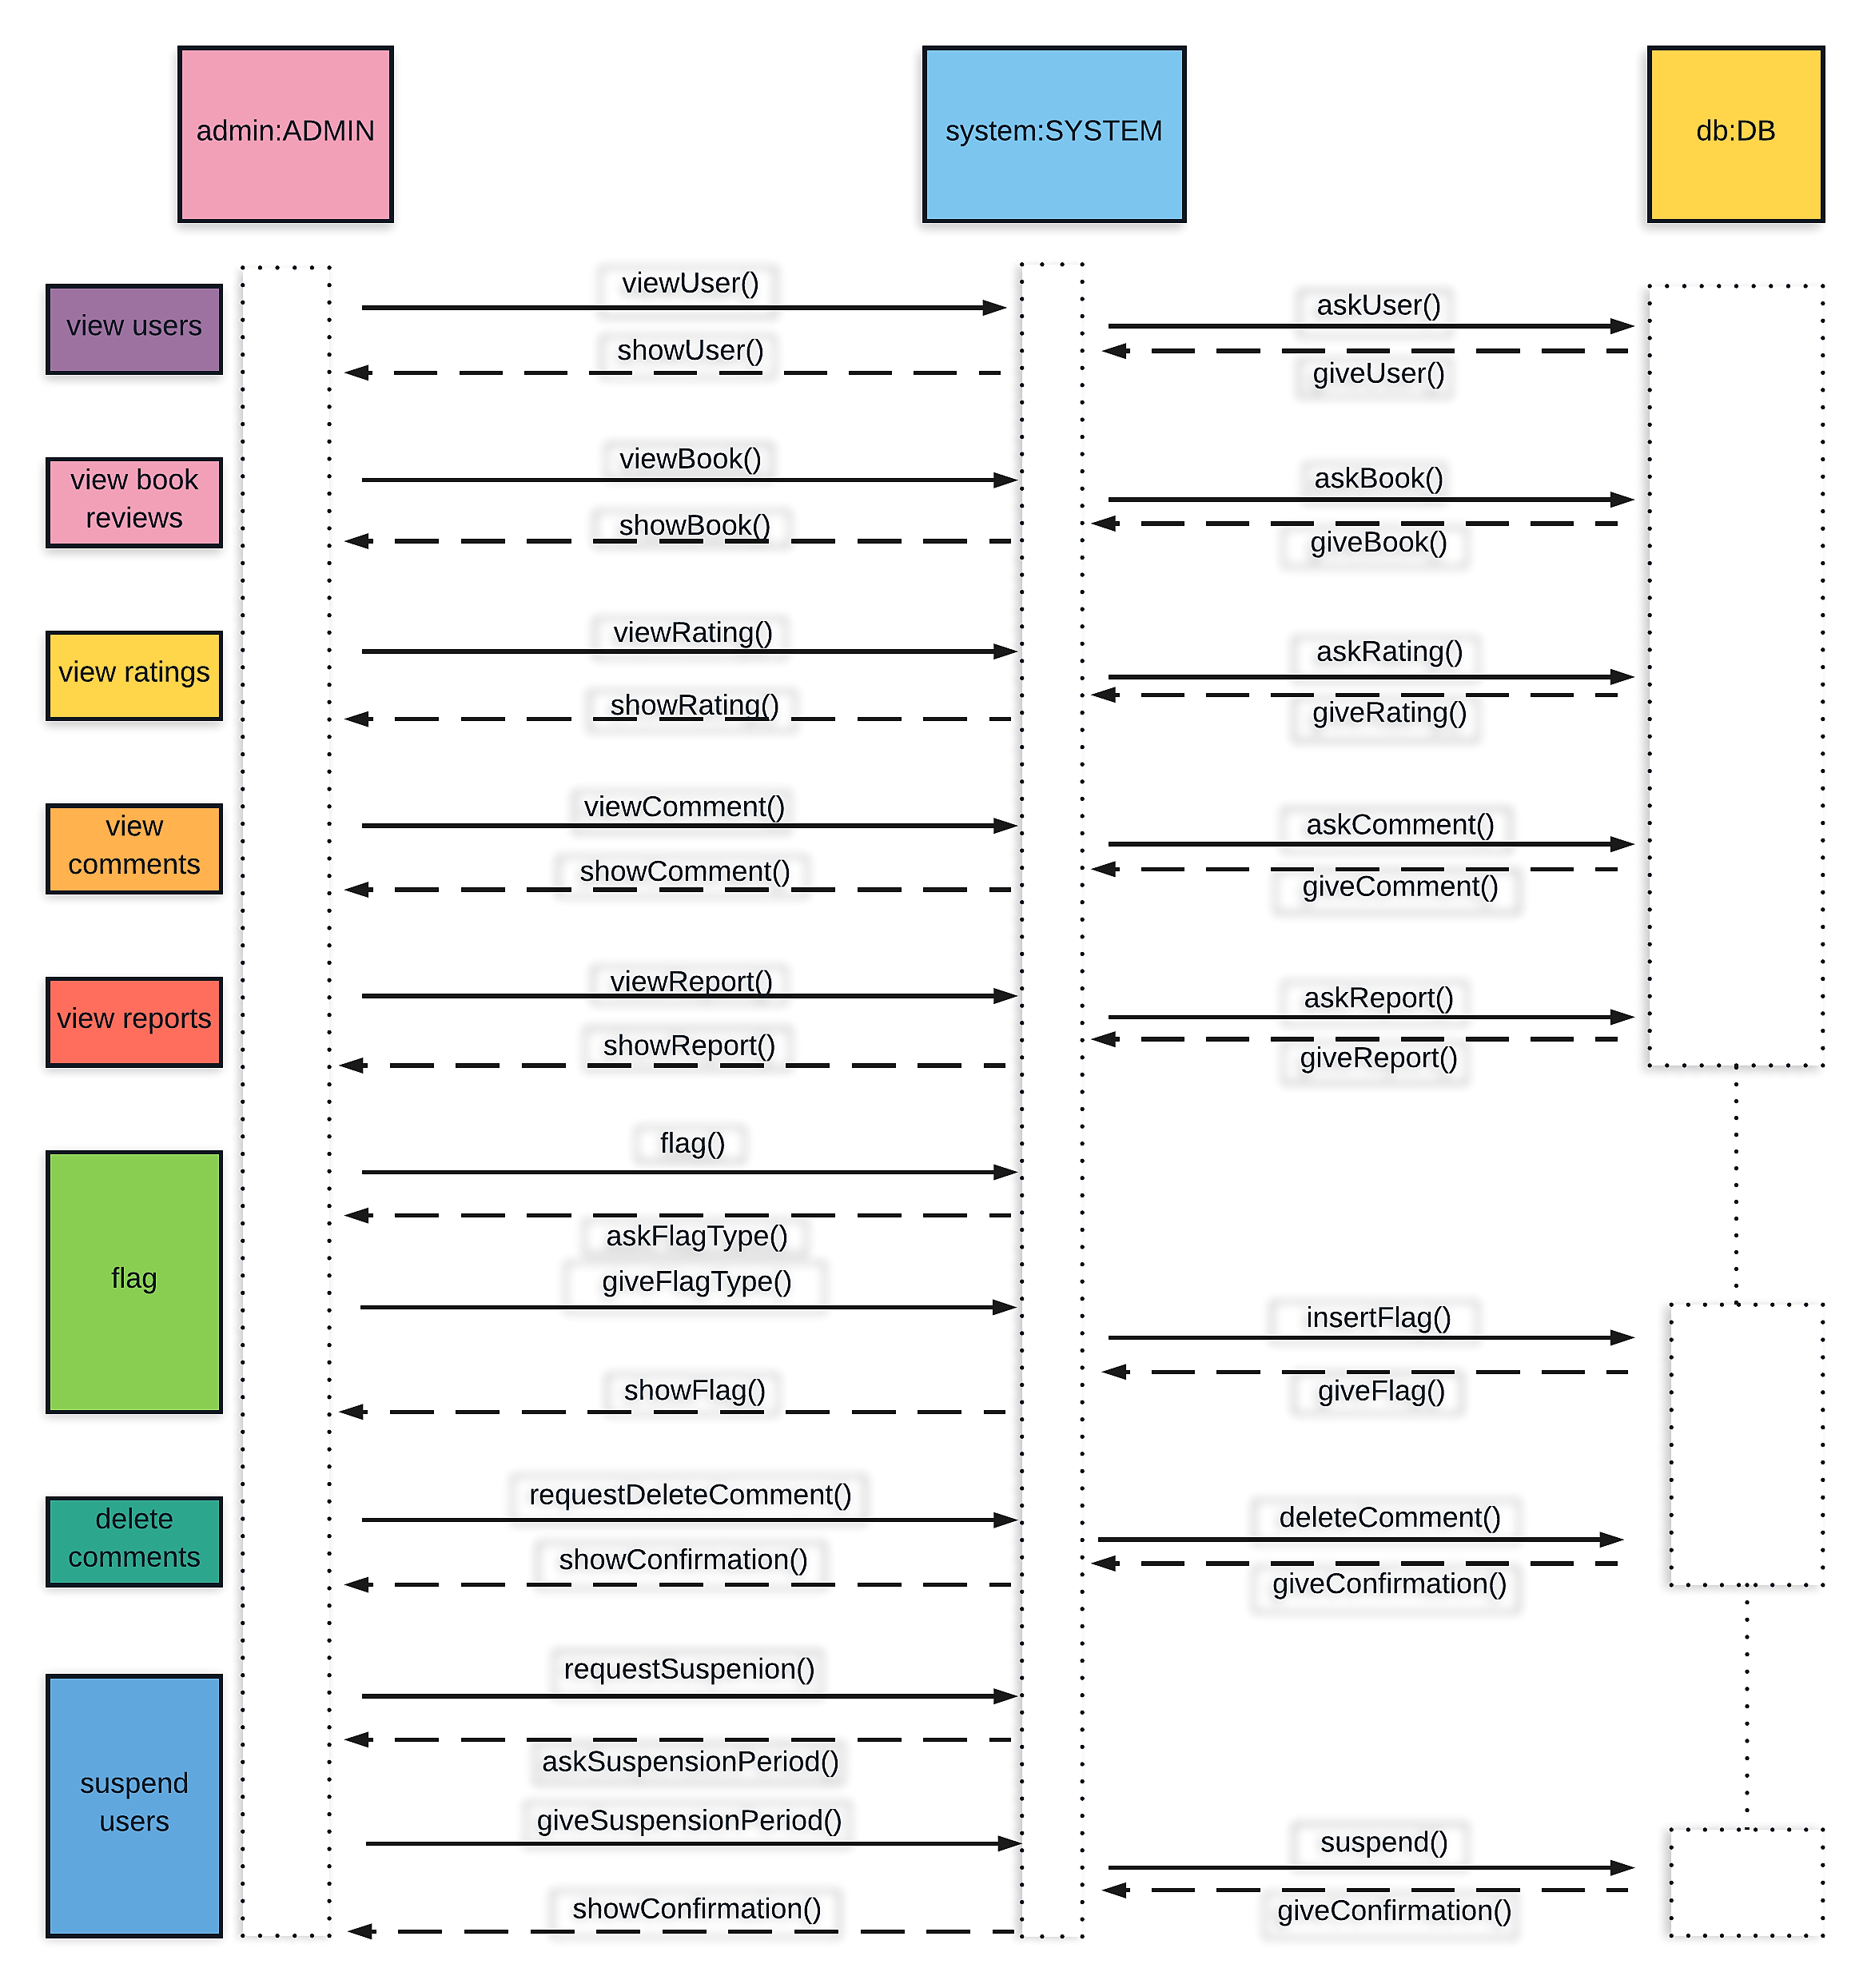 admin:ADMIN
system:SYSTEM
db:DB
view users
viewUser()
askUser()
showUser()
giveUser()
view book
reviews
viewBook()
askBook()
showBook()
giveBook()
view ratings
viewRating()
askRating()
showRating()
giveRating()
view
comments
viewComment()
askComment()
showComment()
giveComment()
view reports
viewReport()
askReport()
showReport()
giveReport()
flag
flag()
askFlagType()
giveFlagType()
insertFlag()
showFlag()
giveFlag()
delete
comments
requestDeleteComment()
deleteComment()
showConfirmation()
giveConfirmation()
suspend
users
requestSuspenion()
askSuspensionPeriod()
giveSuspensionPeriod()
suspend()
showConfirmation()
giveConfirmation()